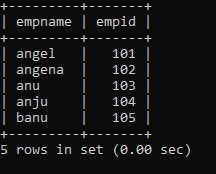 +---------+-------+
| empname | empid |
+---------+-------+
| angel   |   101 |
| angena  |   102 |
| anu     |   103 |
| anju    |   104 |
| banu    |   105 |
+---------+-------+
5 rows in set (0.00 sec)